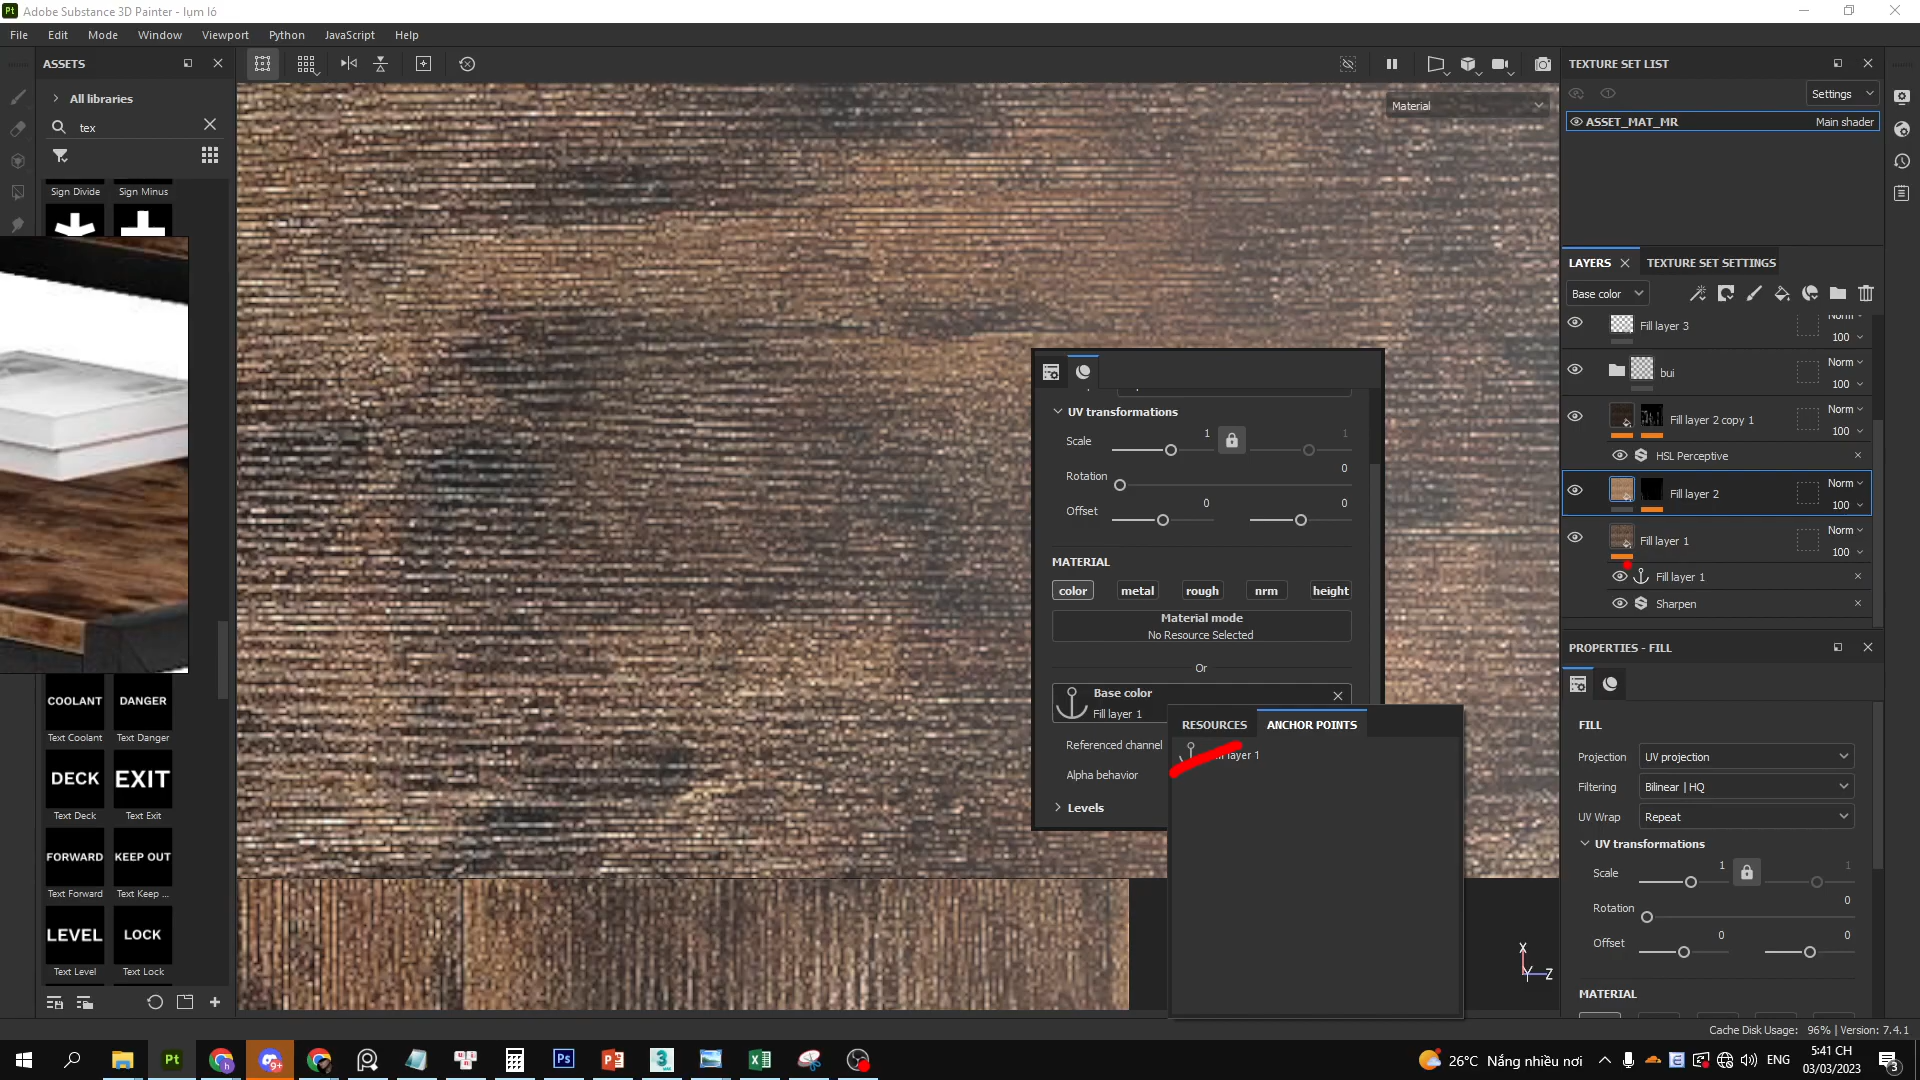 Adobe Substance 3D Painter - lụm ló
File Edit Mode Window Viewport Python JavaScript Help
ASSETS
All libraries
tex
Sign Divide Sign Minus
COOLANT DANGER
Text Coolant Text Danger
DECK EXIT
Text Deck Text Exit
FORWARD KEEP OUT
Text Forward Text Keep ...
LEVEL LOCK
Text Level Text Lock
Material
UV transformations
Scale 1 1
Rotation 0
Offset 0 0
MATERIAL
color metal rough nrm height
Material mode
No Resource Selected
Or
Base color
Fill layer 1
Referenced channel
Alpha behavior
Levels
RESOURCES ANCHOR POINTS
layer 1
X
Y Z
TEXTURE SET LIST
Settings
ASSET_MAT_MR Main shader
LAYERS TEXTURE SET SETTINGS
Base color
Fill layer 3 Norm
100
bui Norm
100
Fill layer 2 copy 1 Norm
100
HSL Perceptive
Fill layer 2 Norm
100
Fill layer 1 Norm
100
Fill layer 1
Sharpen
PROPERTIES - FILL
FILL
Projection UV projection
Filtering Bilinear | HQ
UV Wrap Repeat
UV transformations
Scale 1 1
Rotation 0
Offset 0 0
MATERIAL
Cache Disk Usage: 96% | Version: 7.4.1
26°C Nắng nhiều nơi ENG
5:41 CH
03/03/2023
3